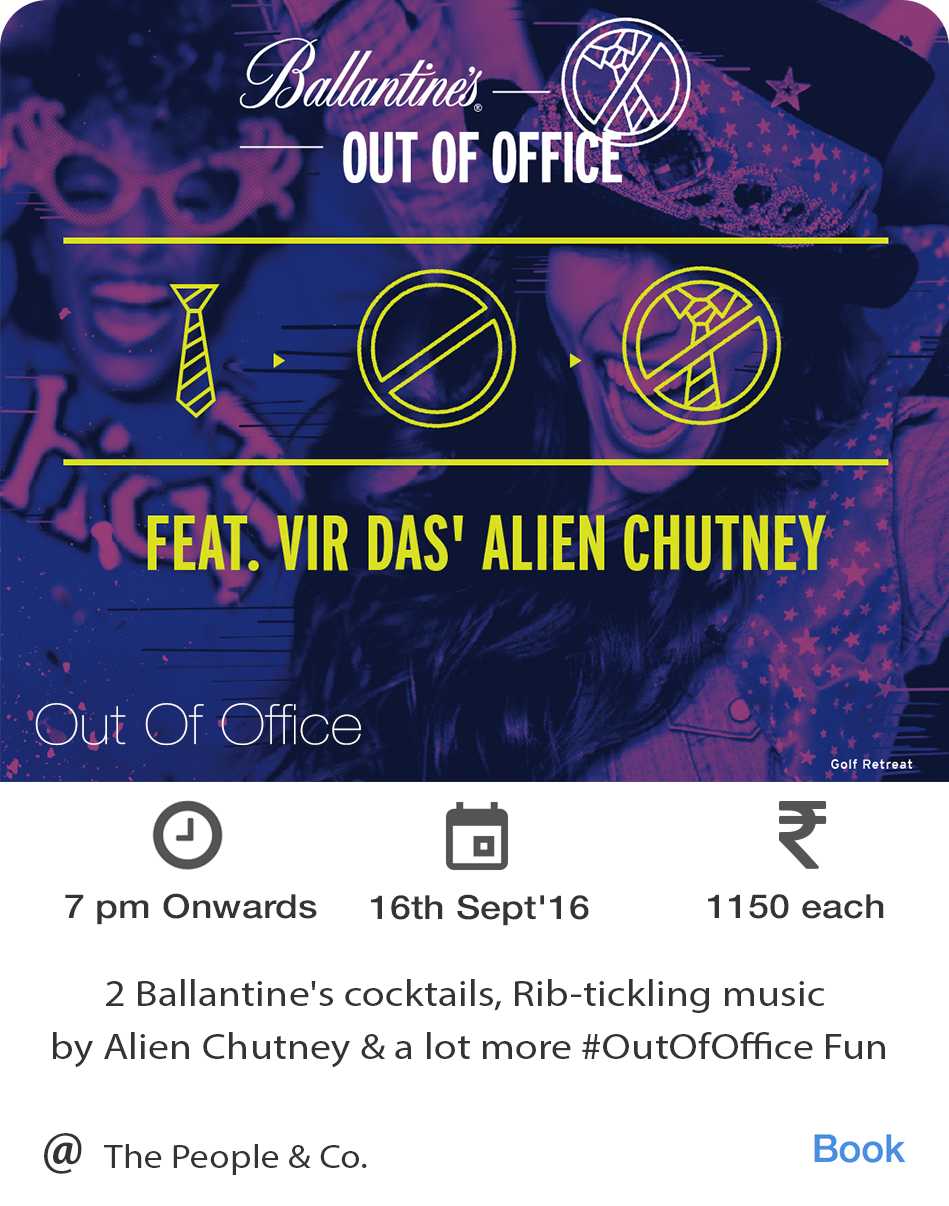 Ballantine's®
OUT OF OFFICE
high
FEAT. VIR DAS' ALIEN CHUTNEY
Out Of Office
Golf Retreat
₹
7 pm Onwards
16th Sept'16
1150 each
2 Ballantine's cocktails, Rib-tickling music
by Alien Chutney & a lot more #OutOfOffice Fun
@ The People & Co.
Book